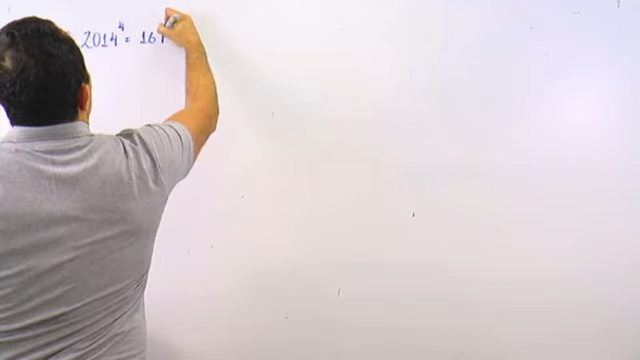 2014⁴ = 16